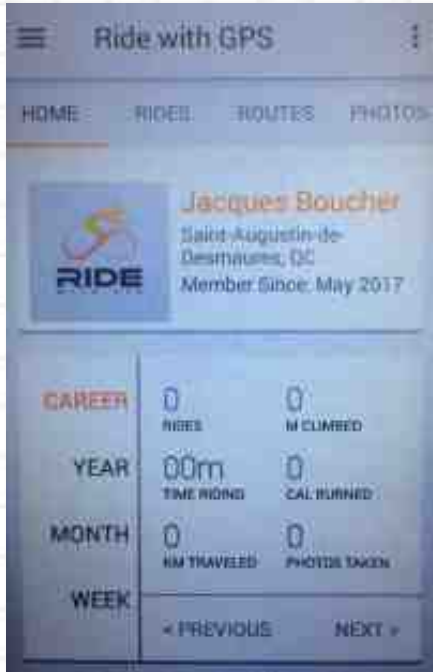 Ride with GPS
HOME RIDES ROUTES PHOTOS
Jacques Boucher
Saint-Augustin-de-
Desmaures, QC
Member Since: May 2017
RIDE
CAREER
0 0
RIDES M CLIMBED
YEAR
00m 0
TIME RIDING CAL BURNED
MONTH
0 0
KM TRAVELED PHOTOS TAKEN
WEEK
< PREVIOUS NEXT >